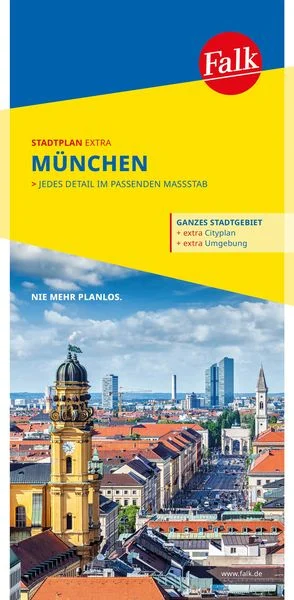 Falk
STADTPLAN EXTRA
MÜNCHEN
> JEDES DETAIL IM PASSENDEN MASSSTAB
GANZES STADTGEBIET
+ extra Cityplan
+ extra Umgebung
NIE MEHR PLANLOS.
www.falk.de